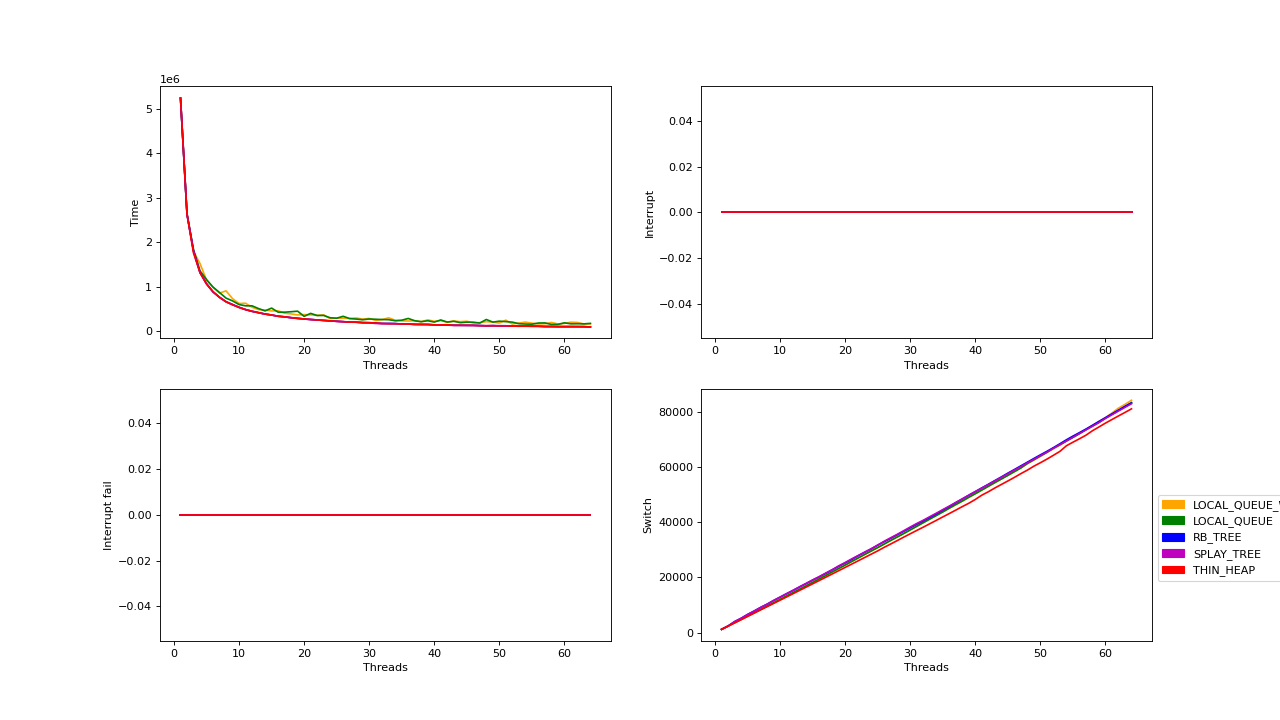 1e6
5
4
3
2
1
0
Time
0 10 20 30 40 50 60
Threads
0.04
0.02
0.00
−0.02
−0.04
Interrupt
0 10 20 30 40 50 60
Threads
0.04
0.02
0.00
−0.02
−0.04
Interrupt fail
0 10 20 30 40 50 60
Threads
80000
60000
40000
20000
0
Switch
0 10 20 30 40 50 60
Threads
LOCAL_QUEUE_
LOCAL_QUEUE
RB_TREE
SPLAY_TREE
THIN_HEAP